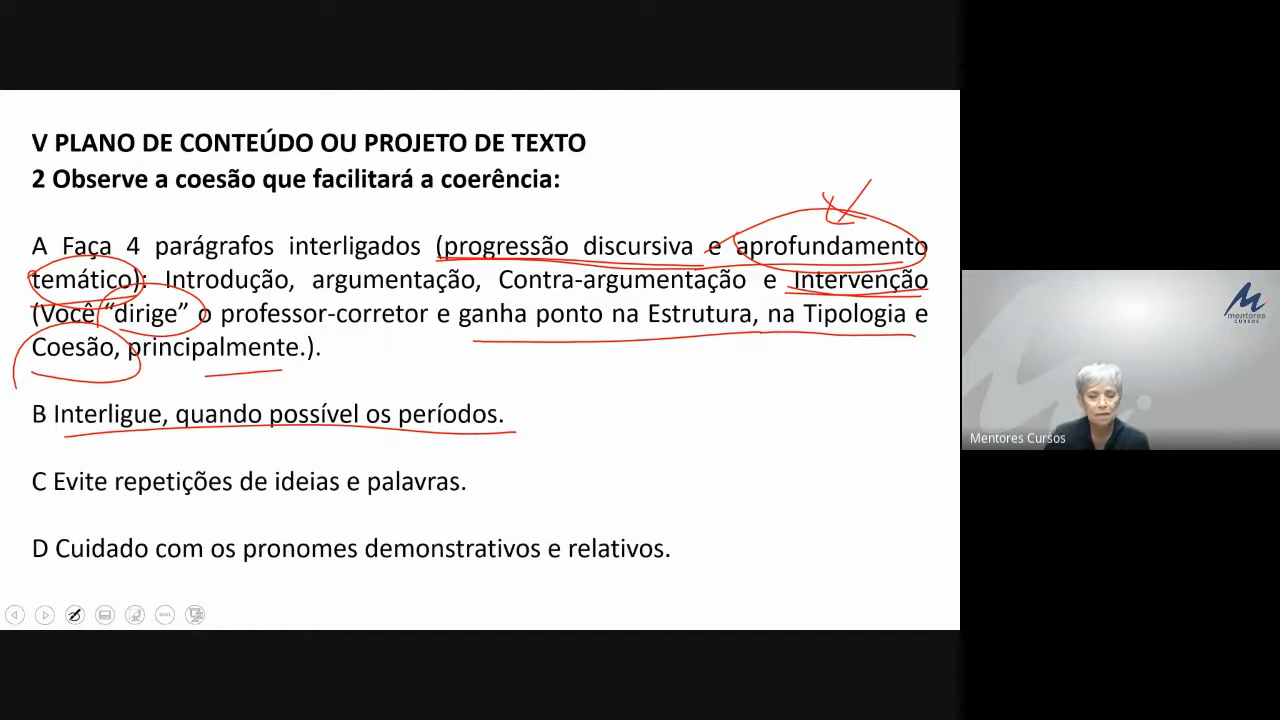 V PLANO DE CONTEÚDO OU PROJETO DE TEXTO
2 Observe a coesão que facilitará a coerência:
A Faça 4 parágrafos interligados (progressão discursiva e aprofundamento
temático): Introdução, argumentação, Contra-argumentação e Intervenção
(Você “dirige” o professor-corretor e ganha ponto na Estrutura, na Tipologia e
Coesão, principalmente.).
B Interligue, quando possível os períodos.
C Evite repetições de ideias e palavras.
D Cuidado com os pronomes demonstrativos e relativos.
mentores
CURSOS
Mentores Cursos